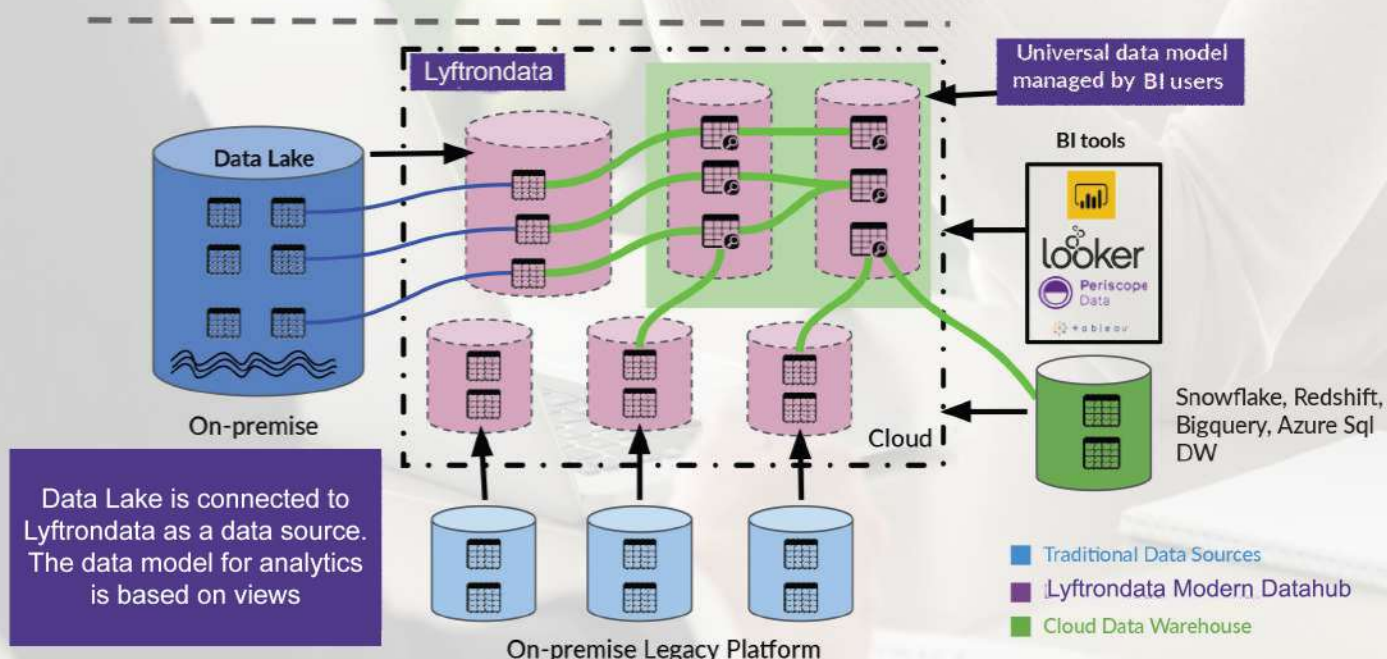 Lyftrondata
Universal data model
managed by BI users
Data Lake
BI tools
looker
Periscope
Data
+ a b l e a u
On-premise
Cloud
Snowflake, Redshift,
Bigquery, Azure Sql
DW
Data Lake is connected to
Lyftrondata as a data source.
The data model for analytics
is based on views
Traditional Data Sources
Lyftrondata Modern Datahub
Cloud Data Warehouse
On-premise Legacy Platform